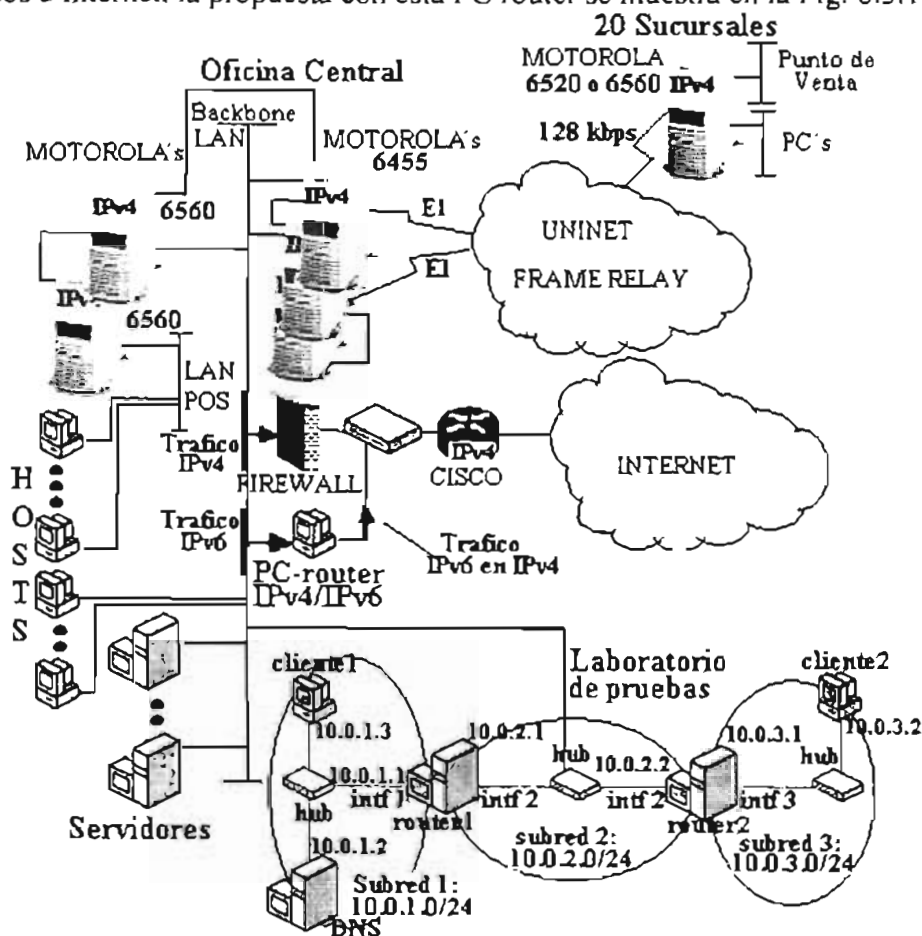 la propuesta con esta PC-router se muestra en la Fig.
20 Sucursales
Oficina Central
MOTOROLA
6520 o 6560 IPv4
Punto de
Venta
Backbone
LAN
128 kbps
PC´s
MOTOROLA´s
MOTOROLA´s
6455
IPv4
6560
IPv4
E1
E1
UNINET
FRAME RELAY
6560
LAN
POS
Trafico
IPv4
FIREWALL
IPv4
CISCO
INTERNET
HOSTS
Trafico
IPv6
PC-router
IPv4/IPv6
Trafico
IPv6 en IPv4
Laboratorio
de pruebas
cliente1
cliente2
10.0.1.3
10.0.2.1
hub
10.0.3.1
10.0.3.2
hub
10.0.1.1
10.0.2.2
hub
intf 1
intf 2
intf 2
intf 3
router1
router2
Servidores
10.0.1.2
subred 2:
10.0.2.0/24
subred 3:
10.0.3.0/24
Subred 1:
10.0.1.0/24
DNS